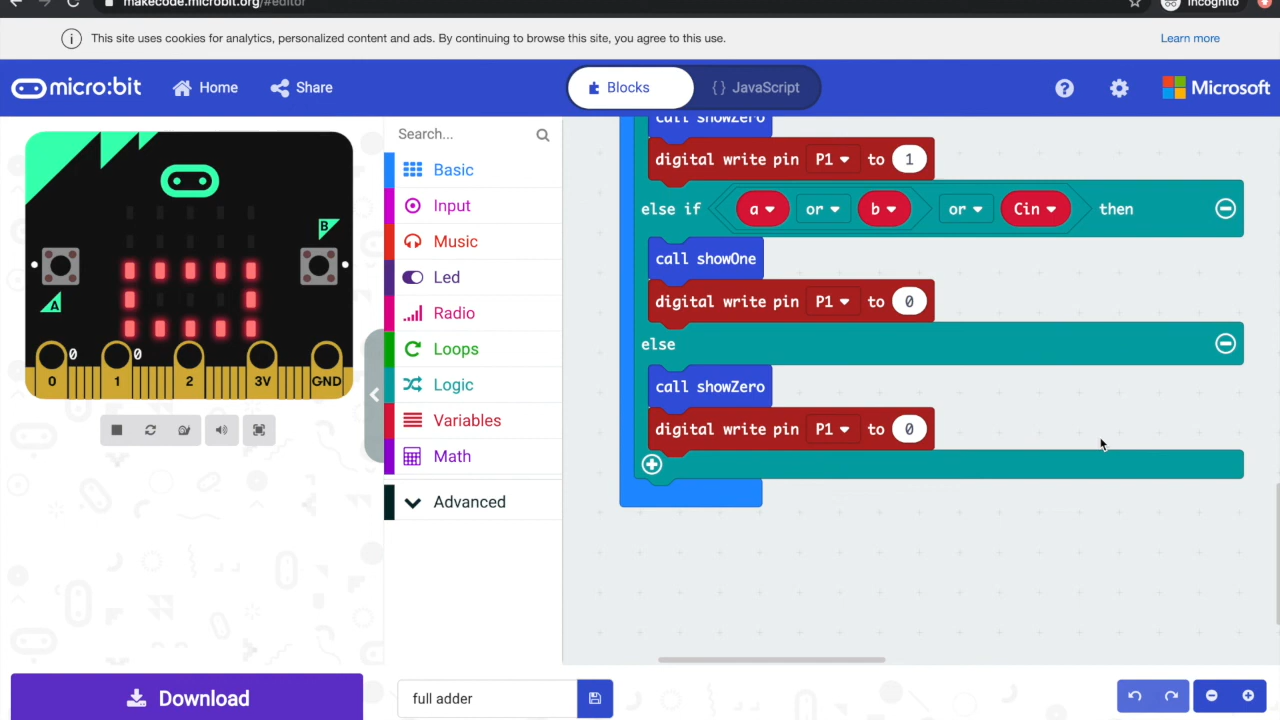 makecode.microbit.org/#editor
Incognito
This site uses cookies for analytics, personalized content and ads. By continuing to browse this site, you agree to this use.
Learn more
micro:bit
Home
Share
Blocks
{} JavaScript
Microsoft
B
A
0
0
0
1
2
3V
GND
Search...
Basic
Input
Music
Led
Radio
Loops
Logic
Variables
Math
Advanced
call showZero
digital write pin P1 to 1
else if a or b or Cin then
call showOne
digital write pin P1 to 0
else
call showZero
digital write pin P1 to 0
Download
full adder